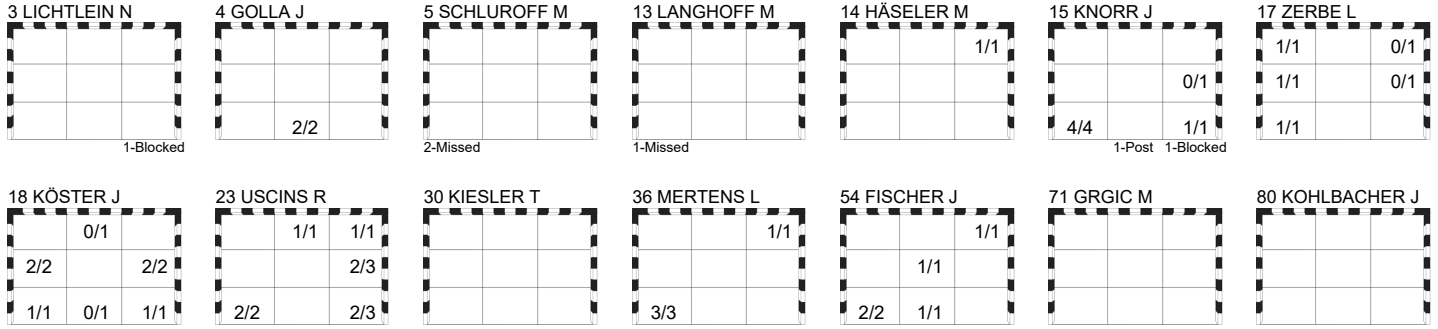 3 LICHTLEIN N 4 GOLLA J 5 SCHLUROFF M 13 LANGHOFF M 14 HÄSELER M 15 KNORR J 17 ZERBE L
1/1 1/1 0/1
0/1 1/1 0/1
2/2 4/4 1/1 1/1
1-Blocked 2-Missed 1-Missed 1-Post 1-Blocked
18 KÖSTER J 23 USCINS R 30 KIESLER T 36 MERTENS L 54 FISCHER J 71 GRGIC M 80 KOHLBACHER J
0/1 1/1 1/1 1/1 1/1
2/2 2/2 2/3 1/1
1/1 0/1 1/1 2/2 2/3 3/3 2/2 1/1